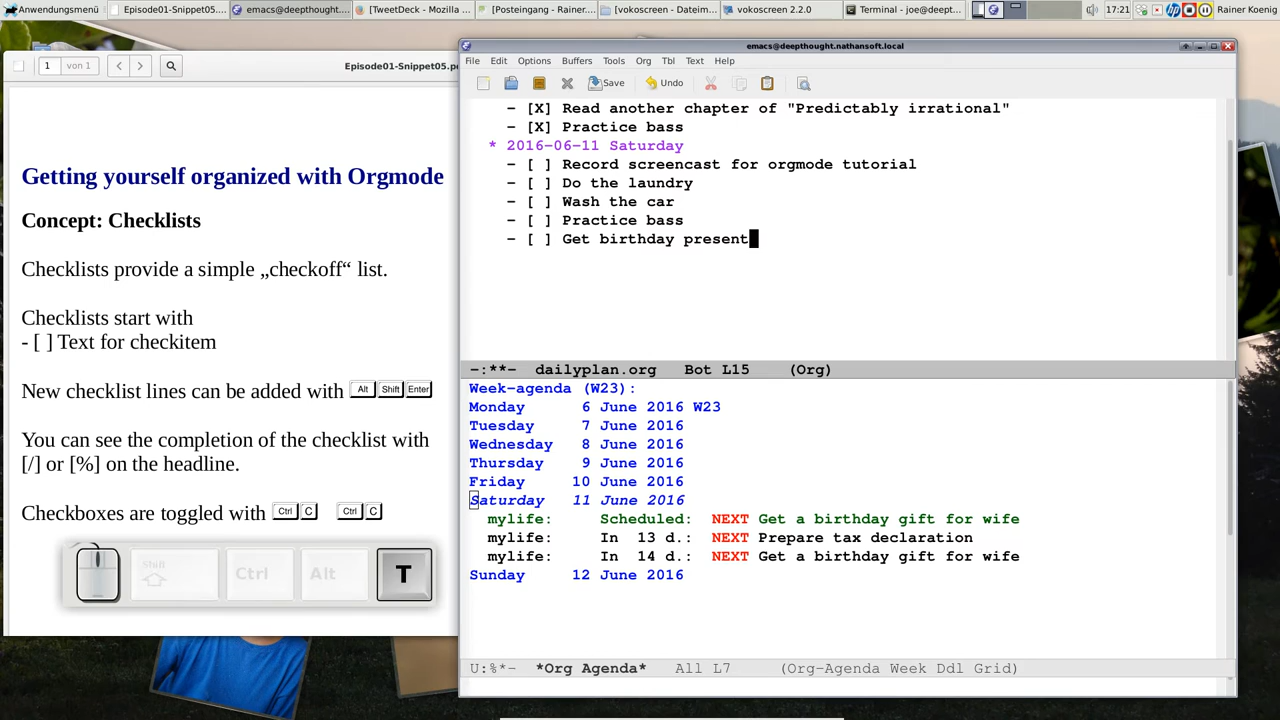 Anwendungsmenü Episode01-Snippet05.... emacs@deepthought.... [TweetDeck - Mozilla ... [Posteingang - Rainer.... [vokoscreen - Dateim... vokoscreen 2.2.0 Terminal - joe@deept... 17:21 Rainer Koenig
1 von 1 Episode01-Snippet05.p
Getting yourself organized with Orgmode
Concept: Checklists
Checklists provide a simple „checkoff“ list.
Checklists start with
- [ ] Text for checkitem
New checklist lines can be added with Alt Shift Enter
You can see the completion of the checklist with
[/] or [%] on the headline.
Checkboxes are toggled with Ctrl C Ctrl C
Shift Ctrl Alt T
emacs@deepthought.nathansoft.local
File Edit Options Buffers Tools Org Tbl Text Help
Save Undo
- [X] Read another chapter of "Predictably irrational"
- [X] Practice bass
* 2016-06-11 Saturday
- [ ] Record screencast for orgmode tutorial
- [ ] Do the laundry
- [ ] Wash the car
- [ ] Practice bass
- [ ] Get birthday present
-:**- dailyplan.org Bot L15 (Org)
Week-agenda (W23):
Monday 6 June 2016 W23
Tuesday 7 June 2016
Wednesday 8 June 2016
Thursday 9 June 2016
Friday 10 June 2016
Saturday 11 June 2016
mylife: Scheduled: NEXT Get a birthday gift for wife
mylife: In 13 d.: NEXT Prepare tax declaration
mylife: In 14 d.: NEXT Get a birthday gift for wife
Sunday 12 June 2016
U:%*- *Org Agenda* All L7 (Org-Agenda Week Ddl Grid)